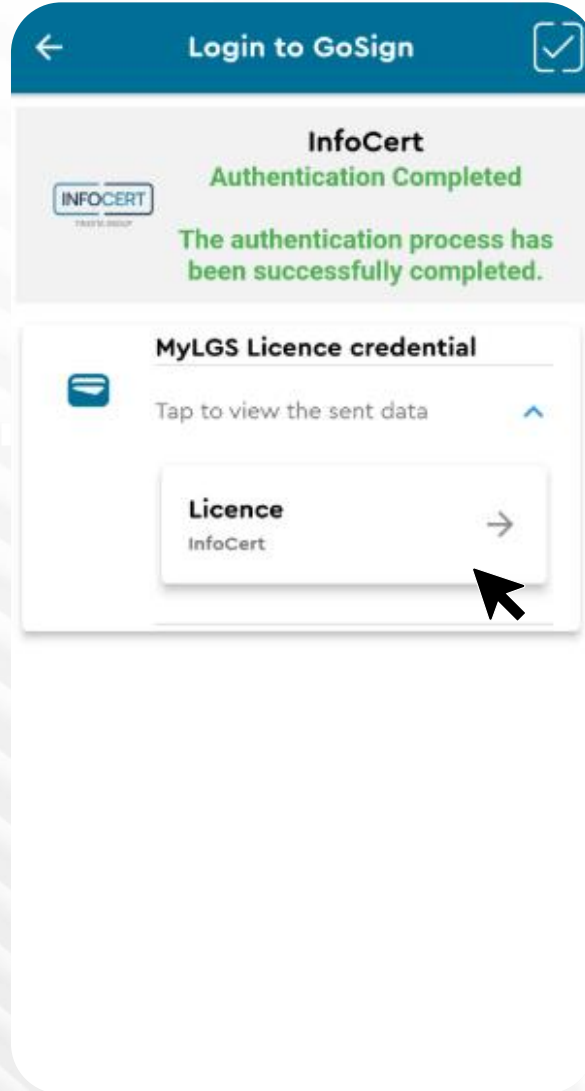 Login to GoSign
InfoCert
Authentication Completed
INFOCERT
The authentication process has
been successfully completed.
MyLGS Licence credential
Tap to view the sent data
Licence
InfoCert